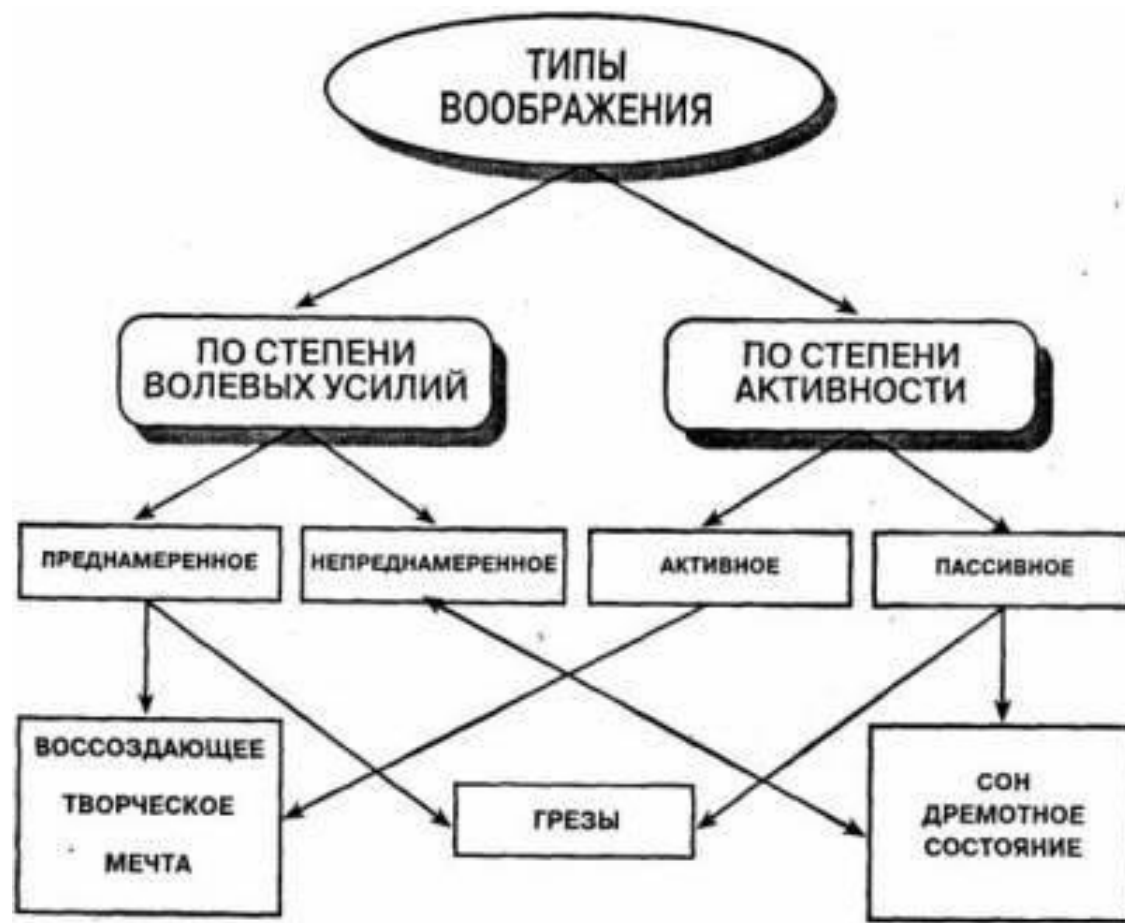 ТИПЫ
ВООБРАЖЕНИЯ
ПО СТЕПЕНИ
ВОЛЕВЫХ УСИЛИЙ
ПО СТЕПЕНИ
АКТИВНОСТИ
ПРЕДНАМЕРЕННОЕ
НЕПРЕДНАМЕРЕННОЕ
АКТИВНОЕ
ПАССИВНОЕ
ВОССОЗДАЮЩЕЕ
ТВОРЧЕСКОЕ
МЕЧТА
ГРЕЗЫ
СОН
ДРЕМОТНОЕ
СОСТОЯНИЕ